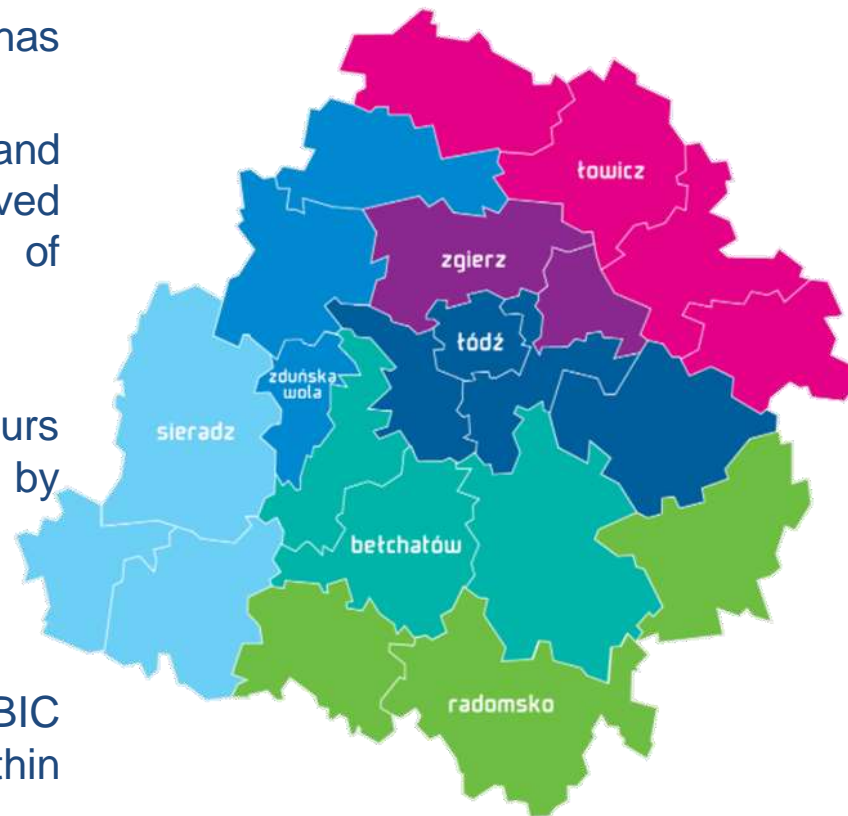 has
and
ved
of
urs
by
BIC
thin
łowicz
zgierz
łódź
zduńska
wola
sieradz
bełchatów
radomsko